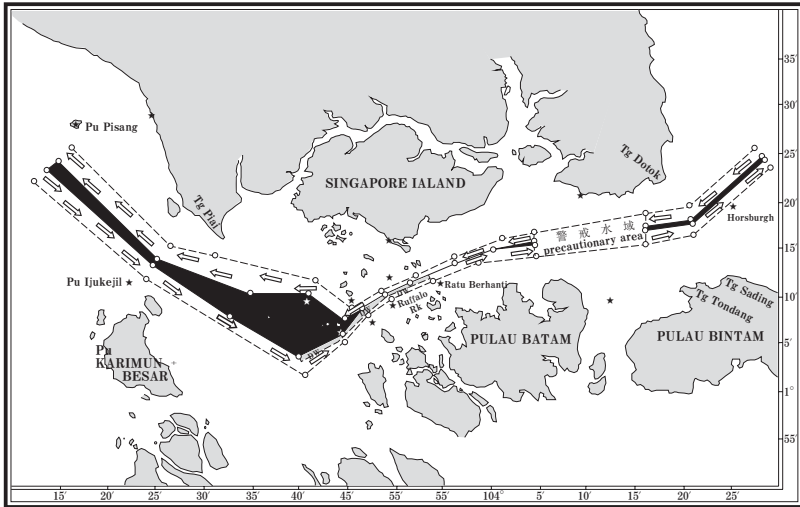 35′
30′
25′
20′
15′
10′
5′
1°
55′
Pu Pisang
Tg Piai
SINGAPORE IALAND
Tg Dotok
Horsburgh
警 戒 水 域
precautionary area
Pu Ijukejil
Ratu Berhanti
Ruffalo
Rk
PULAU BATAM
Tg Sading
Tg Tondang
PULAU BINTAM
Pu
KARIMUN
BESAR
15′
20′
25′
30′
35′
40′
45′
55′
55′
104°
5′
10′
15′
20′
25′